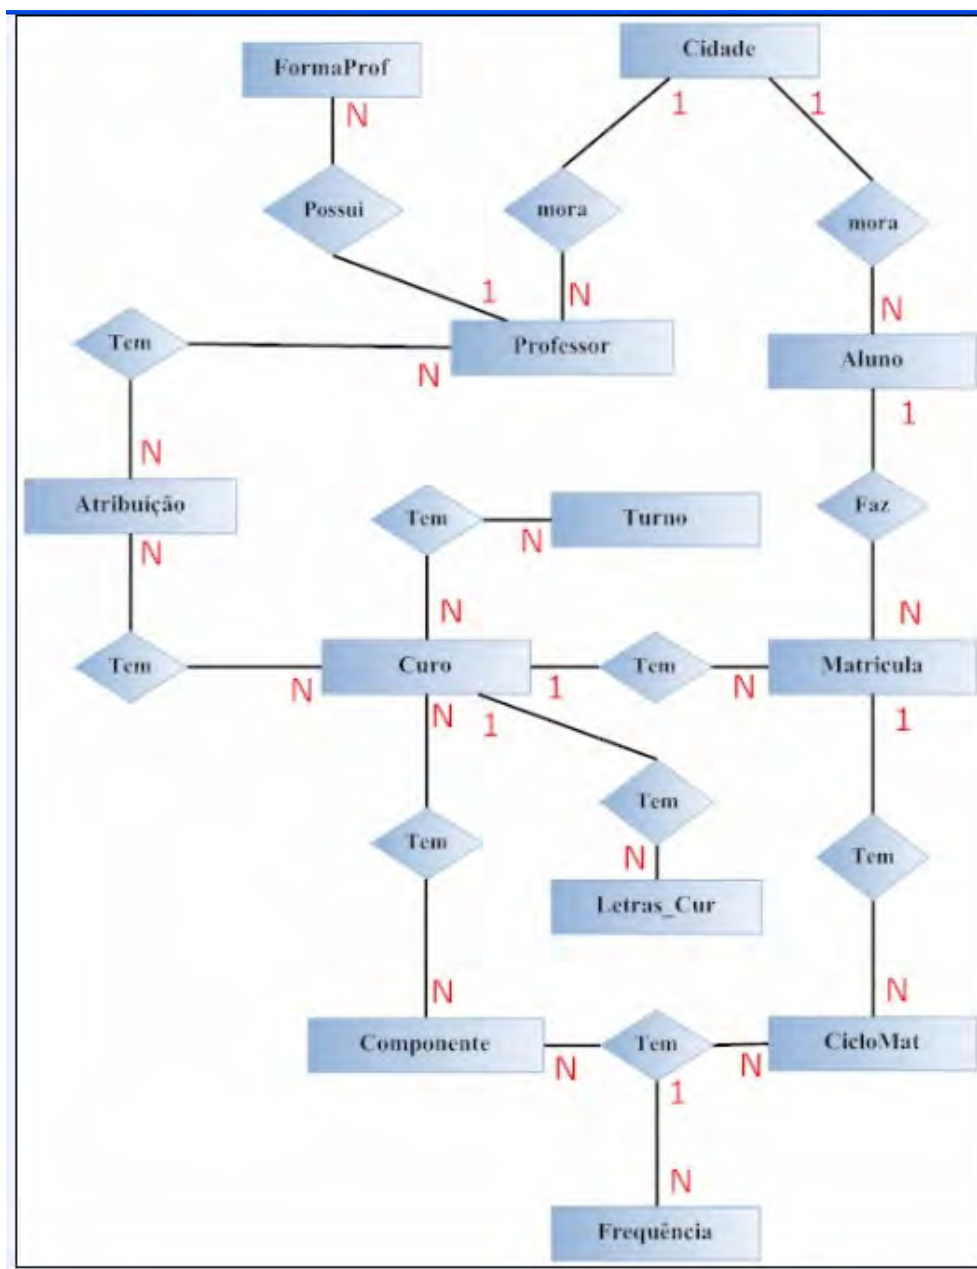 Cidade
FormaProf
N
1
1
Possui
mora
mora
1
N
N
Tem
Professor
Aluno
N
1
N
Atribuição
Tem
Turno
Faz
N
N
N
N
Tem
Curo
Tem
Matricula
N
1
N
N
1
1
Tem
Tem
Tem
N
Letras_Cur
N
N
Componente
Tem
CicloMat
N
N
1
N
Frequência